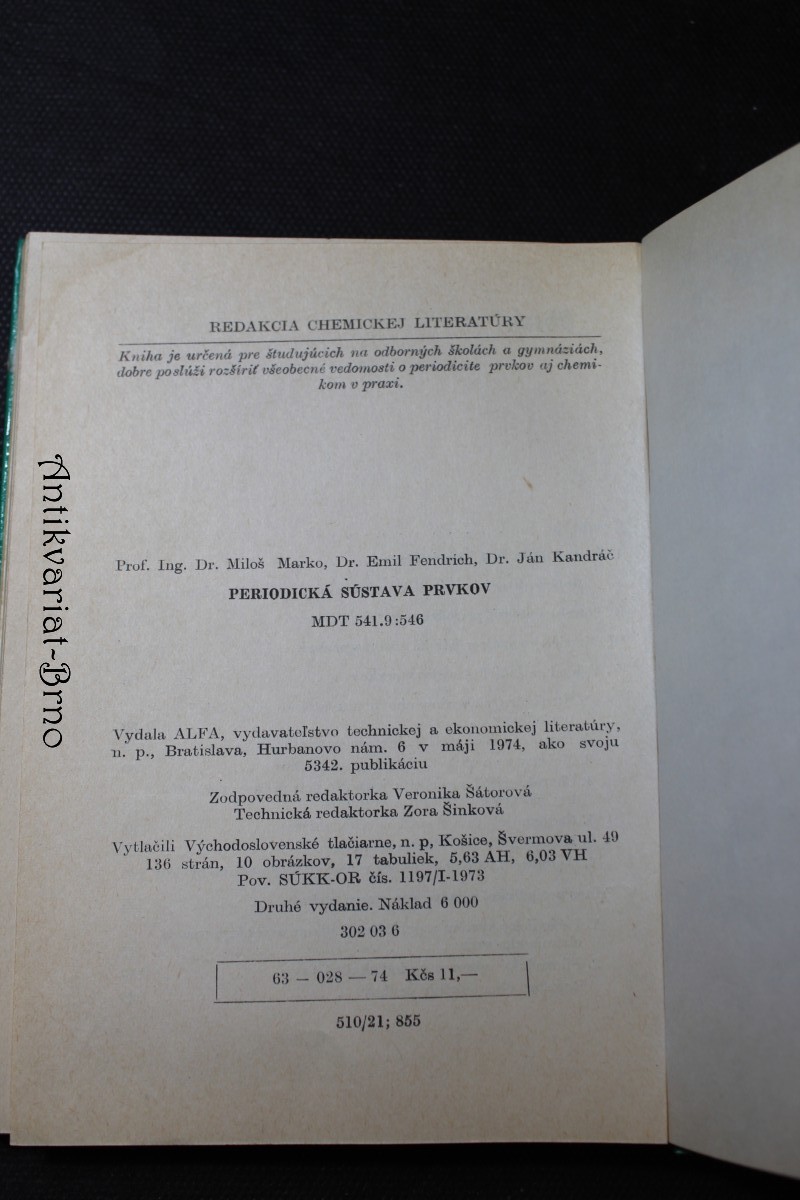 REDAKCIA CHEMICKEJ LITERATÚRY
Kniha je určená pre študujúcich na odborných školách a gymnáziách,
dobre poslúži rozšíriť všeobecné vedomosti o periodicite prvkov aj chemi-
kom v praxi.
Prof. Ing. Dr. Miloš Marko, Dr. Emil Fendrich, Dr. Ján Kandráč
PERIODICKÁ SÚSTAVA PRVKOV
MDT 541.9:546
Vydala ALFA, vydavateľstvo technickej a ekonomickej literatúry,
n. p., Bratislava, Hurbanovo nám. 6 v máji 1974, ako svoju
5342. publikáciu
Zodpovedná redaktorka Veronika Šátorová
Technická redaktorka Zora Šinková
Vytlačili Východoslovenské tlačiarne, n. p, Košice, Švermova ul. 49
136 strán, 10 obrázkov, 17 tabuliek, 5,63 AH, 6,03 VH
Pov. SÚKK-OR čís. 1197/I-1973
Druhé vydanie. Náklad 6 000
302 03 6
63 — 028 — 74 Kčs 11,—
510/21; 855
Antikvariat-Brno